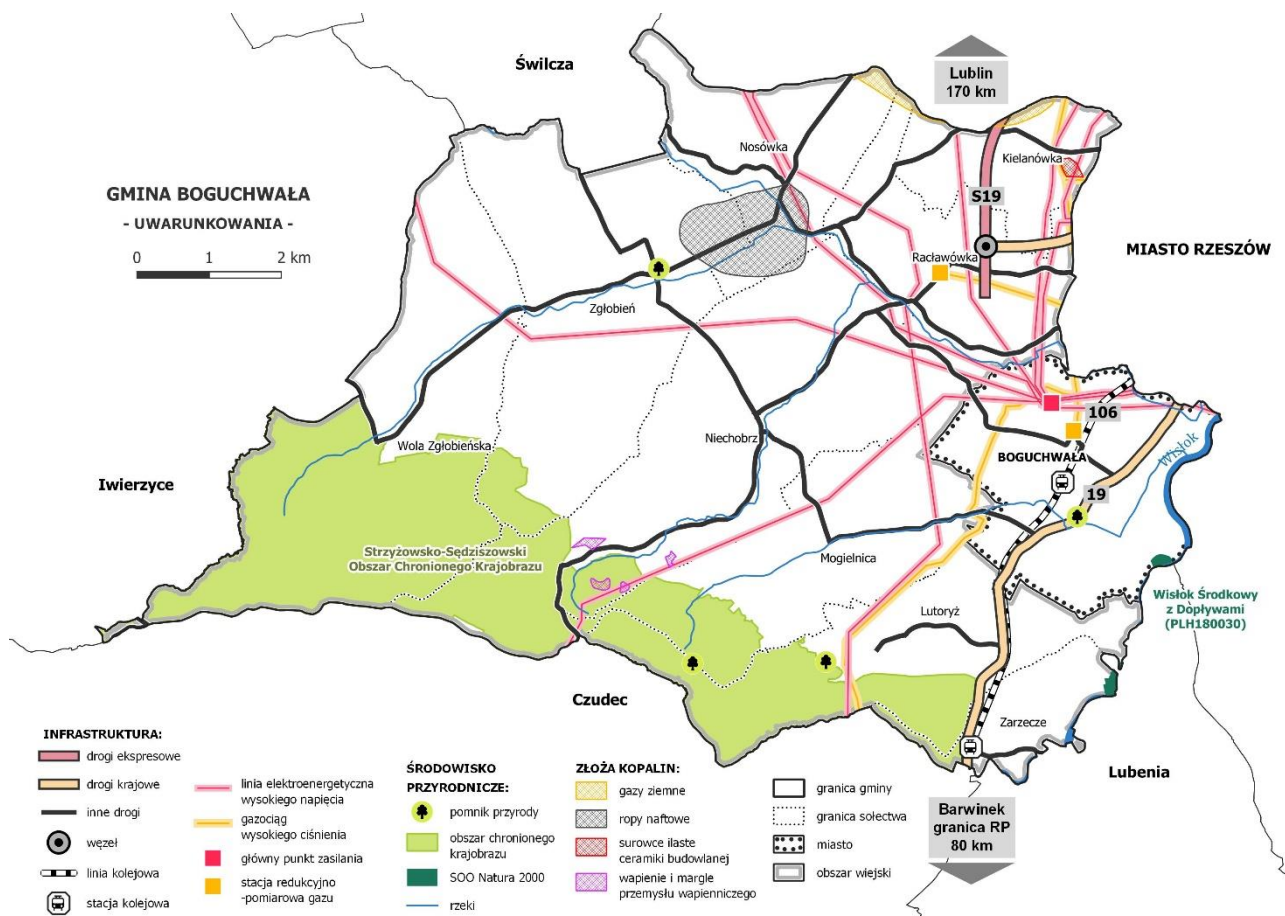 Świlcza
Lublin
170 km
Nosówka
Kielanówka
GMINA BOGUCHWAŁA
- UWARUNKOWANIA -
S19
0 1 2 km
MIASTO RZESZÓW
Racławówka
Zgłobień
106
Niechobrz
Wola Zgłobieńska
BOGUCHWAŁA
Wisłok
Iwierzyce
19
Strzyżowsko-Sędziszowski
Obszar Chronionego Krajobrazu
Mogielnica
Wisłok Środkowy
z Dopływami
(PLH180030)
Lutoryż
Czudec
Zarzecze
Lubenia
Barwinek
granica RP
80 km
INFRASTRUKTURA:
drogi ekspresowe
drogi krajowe
inne drogi
węzeł
linia kolejowa
stacja kolejowa
linia elektroenergetyczna
wysokiego napięcia
gazociąg
wysokiego ciśnienia
główny punkt zasilania
stacja redukcyjno
-pomiarowa gazu
ŚRODOWISKO
PRZYRODNICZE:
pomnik przyrody
obszar chronionego
krajobrazu
SOO Natura 2000
rzeki
ZŁOŻA KOPALIN:
gazy ziemne
ropy naftowe
surowce ilaste
ceramiki budowlanej
wapienie i margle
przemysłu wapienniczego
granica gminy
granica sołectwa
miasto
obszar wiejski